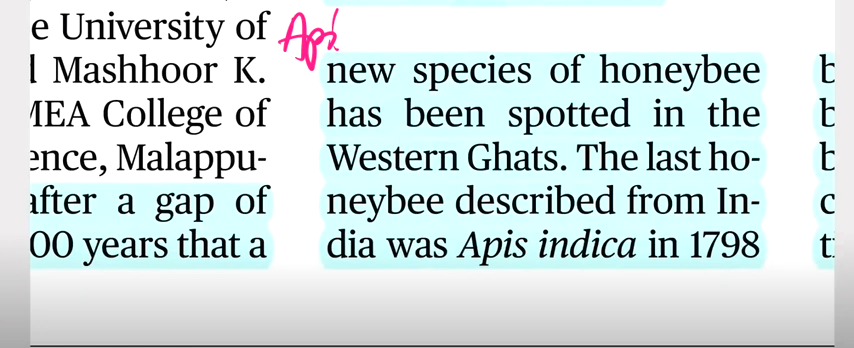 e University of
Mashhoor K.
MEA College of
ence, Malappu-
after a gap of
00 years that a
Api
new species of honeybee
has been spotted in the
Western Ghats. The last ho-
neybee described from In-
dia was Apis indica in 1798
b
b
b
c